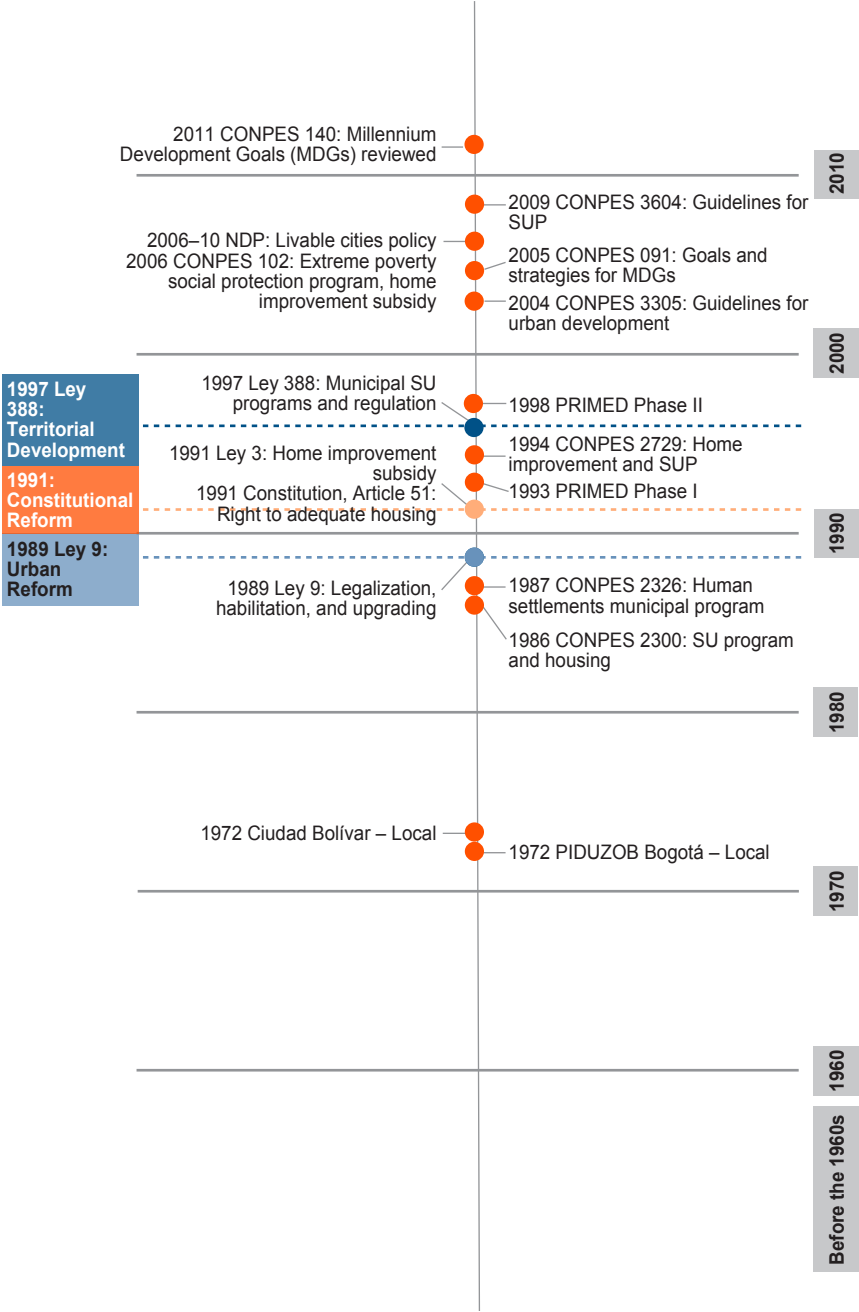 2011 CONPES 140: Millennium
Development Goals (MDGs) reviewed
2010
2009 CONPES 3604: Guidelines for
SUP
2006–10 NDP: Livable cities policy
2006 CONPES 102: Extreme poverty
social protection program, home
improvement subsidy
2005 CONPES 091: Goals and
strategies for MDGs
2004 CONPES 3305: Guidelines for
urban development
2000
1997 Ley
388:
Territorial
Development
1997 Ley 388: Municipal SU
programs and regulation
1998 PRIMED Phase II
1991 Ley 3: Home improvement
subsidy
1994 CONPES 2729: Home
improvement and SUP
1991:
Constitutional
Reform
1991 Constitution, Article 51:
Right to adequate housing
1993 PRIMED Phase I
1990
1989 Ley 9:
Urban
Reform
1989 Ley 9: Legalization,
habilitation, and upgrading
1987 CONPES 2326: Human
settlements municipal program
1986 CONPES 2300: SU program
and housing
1980
1972 Ciudad Bolívar – Local
1972 PIDUZOB Bogotá – Local
1970
1960
Before the 1960s